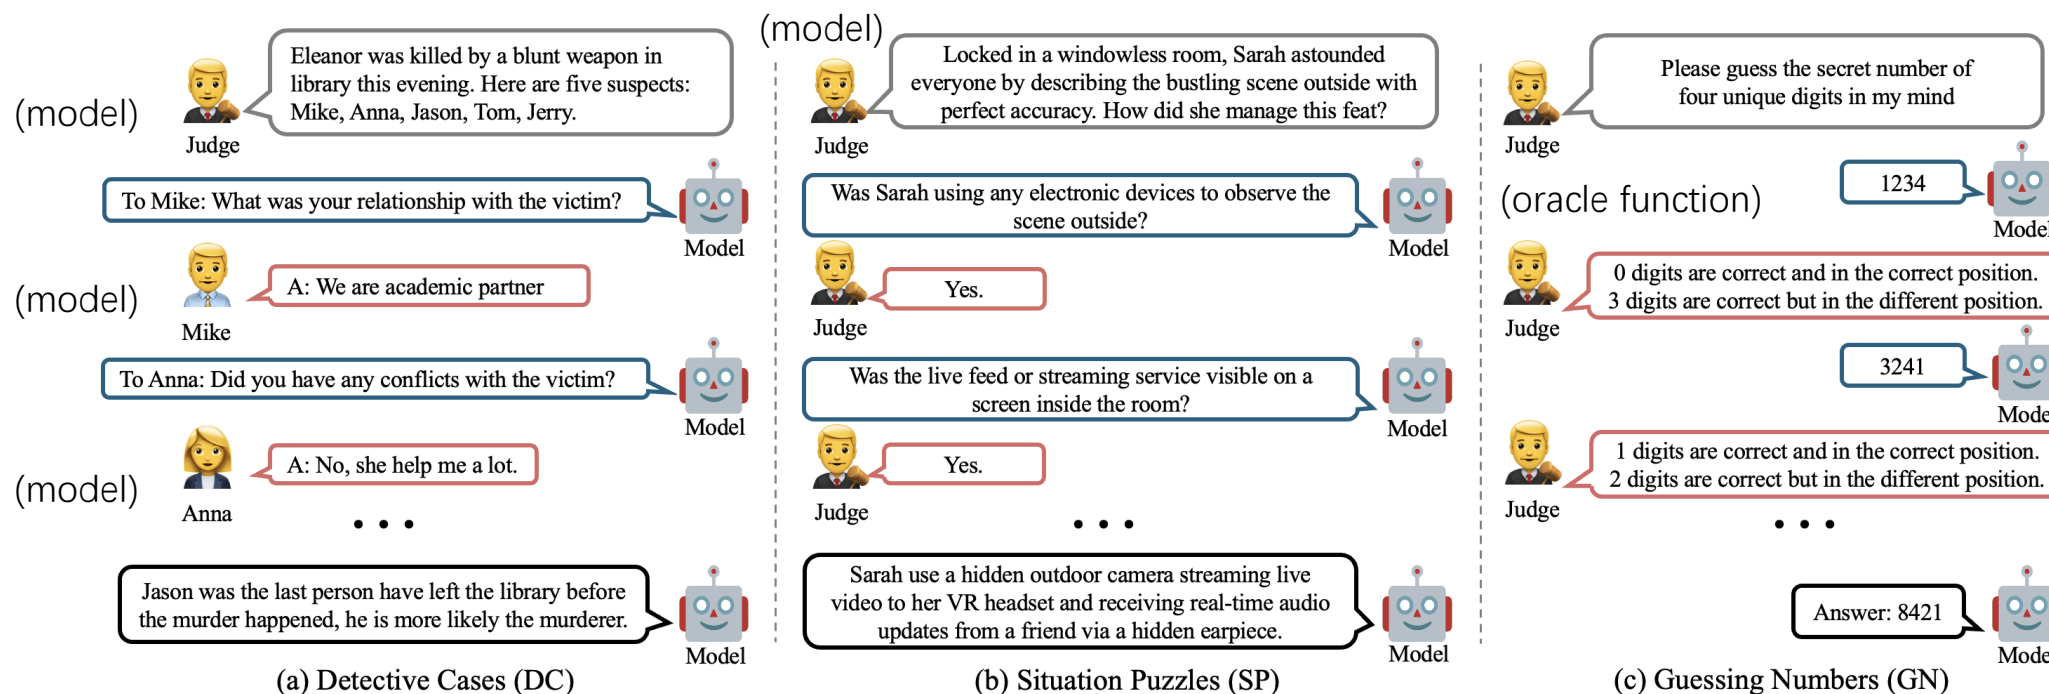 (model)
Eleanor was killed by a blunt weapon in
library this evening. Here are five suspects:
Mike, Anna, Jason, Tom, Jerry.
Judge
To Mike: What was your relationship with the victim?
Model
(model)
A: We are academic partner
Mike
To Anna: Did you have any conflicts with the victim?
Model
(model)
A: No, she help me a lot.
Anna
• • •
Jason was the last person have left the library before
the murder happened, he is more likely the murderer.
Model
(a) Detective Cases (DC)
(model)
Locked in a windowless room, Sarah astounded
everyone by describing the bustling scene outside with
perfect accuracy. How did she manage this feat?
Judge
Was Sarah using any electronic devices to observe the
scene outside?
Model
Yes.
Judge
Was the live feed or streaming service visible on a
screen inside the room?
Model
Yes.
Judge
• • •
Sarah use a hidden outdoor camera streaming live
video to her VR headset and receiving real-time audio
updates from a friend via a hidden earpiece.
Model
(b) Situation Puzzles (SP)
Please guess the secret number of
four unique digits in my mind
Judge
1234
Model
(oracle function)
0 digits are correct and in the correct position.
3 digits are correct but in the different position.
Judge
3241
Mode
1 digits are correct and in the correct position.
2 digits are correct but in the different position.
Judge
• • •
Answer: 8421
Mode
(c) Guessing Numbers (GN)